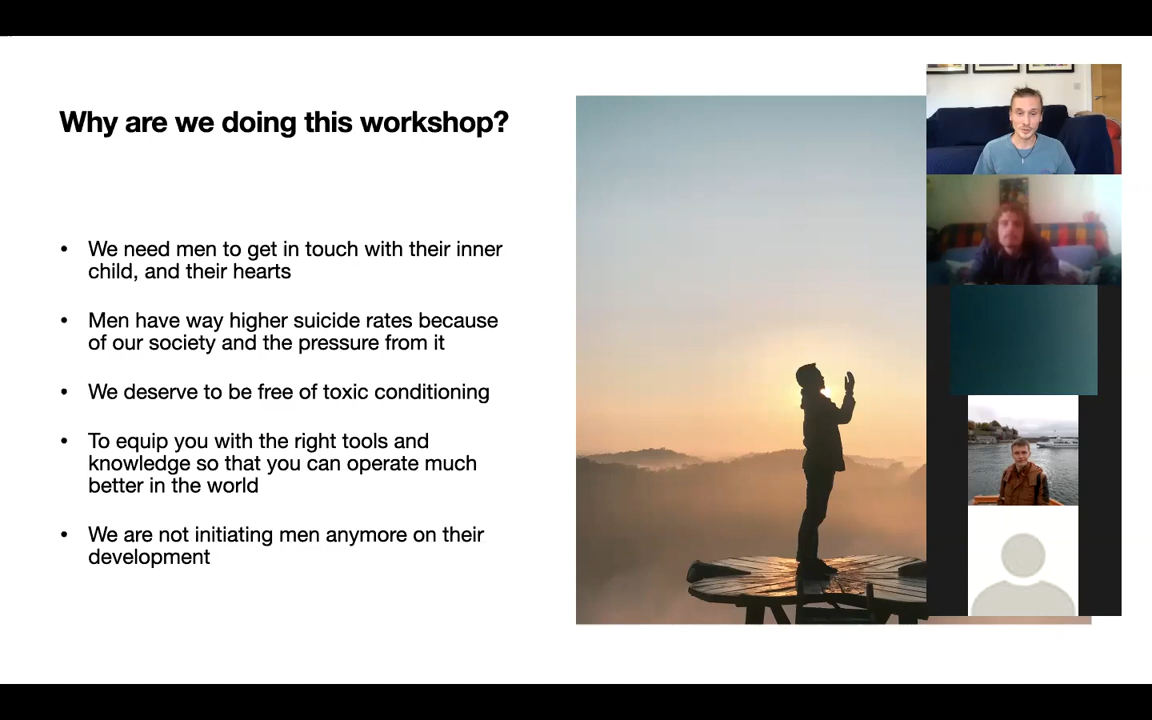 Why are we doing this workshop?
• We need men to get in touch with their inner
child, and their hearts
• Men have way higher suicide rates because
of our society and the pressure from it
• We deserve to be free of toxic conditioning
• To equip you with the right tools and
knowledge so that you can operate much
better in the world
• We are not initiating men anymore on their
development